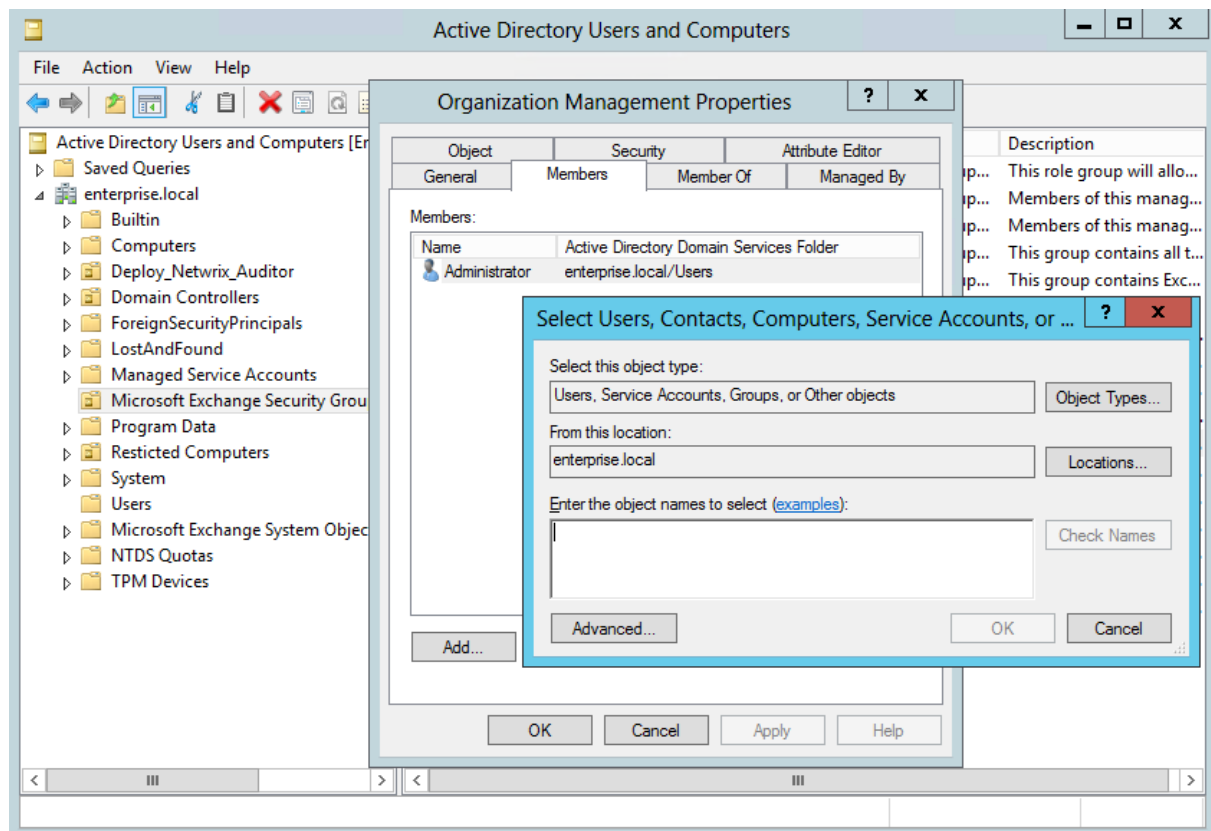 Active Directory Users and Computers
File Action View Help
Active Directory Users and Computers [Er
Saved Queries
enterprise.local
Builtin
Computers
Deploy_Netwrix_Auditor
Domain Controllers
ForeignSecurityPrincipals
LostAndFound
Managed Service Accounts
Microsoft Exchange Security Grou
Program Data
Resticted Computers
System
Users
Microsoft Exchange System Objec
NTDS Quotas
TPM Devices
Organization Management Properties
? x
Object Security Attribute Editor
General Members Member Of Managed By
Members:
Name Active Directory Domain Services Folder
Administrator enterprise.local/Users
Add...
OK Cancel Apply Help
Description
up... This role group will allo...
up... Members of this manag...
up... Members of this manag...
up... This group contains all t...
up... This group contains Exc...
Select Users, Contacts, Computers, Service Accounts, or ...
? x
Select this object type:
Users, Service Accounts, Groups, or Other objects
Object Types...
From this location:
enterprise.local
Locations...
Enter the object names to select (examples):
Check Names
Advanced...
OK Cancel